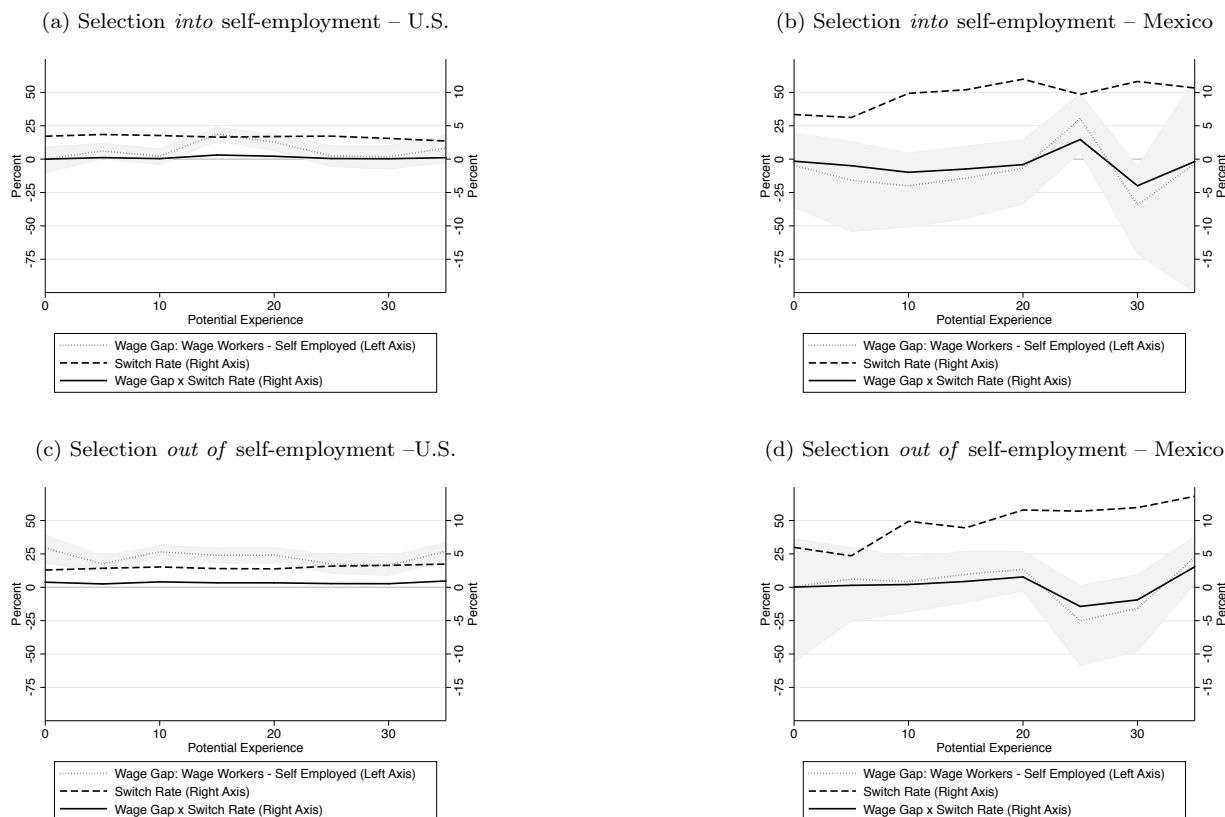 (a) Selection into self-employment – U.S.
50
25
0
-25
-50
-75
Percent
10
5
0
-5
-10
-15
Percent
0 10 20 30
Potential Experience
Wage Gap: Wage Workers - Self Employed (Left Axis)
Switch Rate (Right Axis)
Wage Gap x Switch Rate (Right Axis)
(b) Selection into self-employment – Mexico
50
25
0
-25
-50
-75
Percent
10
5
0
-5
-10
-15
Percent
0 10 20 30
Potential Experience
Wage Gap: Wage Workers - Self Employed (Left Axis)
Switch Rate (Right Axis)
Wage Gap x Switch Rate (Right Axis)
(c) Selection out of self-employment –U.S.
50
25
0
-25
-50
-75
Percent
10
5
0
-5
-10
-15
Percent
0 10 20 30
Potential Experience
Wage Gap: Wage Workers - Self Employed (Left Axis)
Switch Rate (Right Axis)
Wage Gap x Switch Rate (Right Axis)
(d) Selection out of self-employment – Mexico
50
25
0
-25
-50
-75
Percent
10
5
0
-5
-10
-15
Percent
0 10 20 30
Potential Experience
Wage Gap: Wage Workers - Self Employed (Left Axis)
Switch Rate (Right Axis)
Wage Gap x Switch Rate (Right Axis)